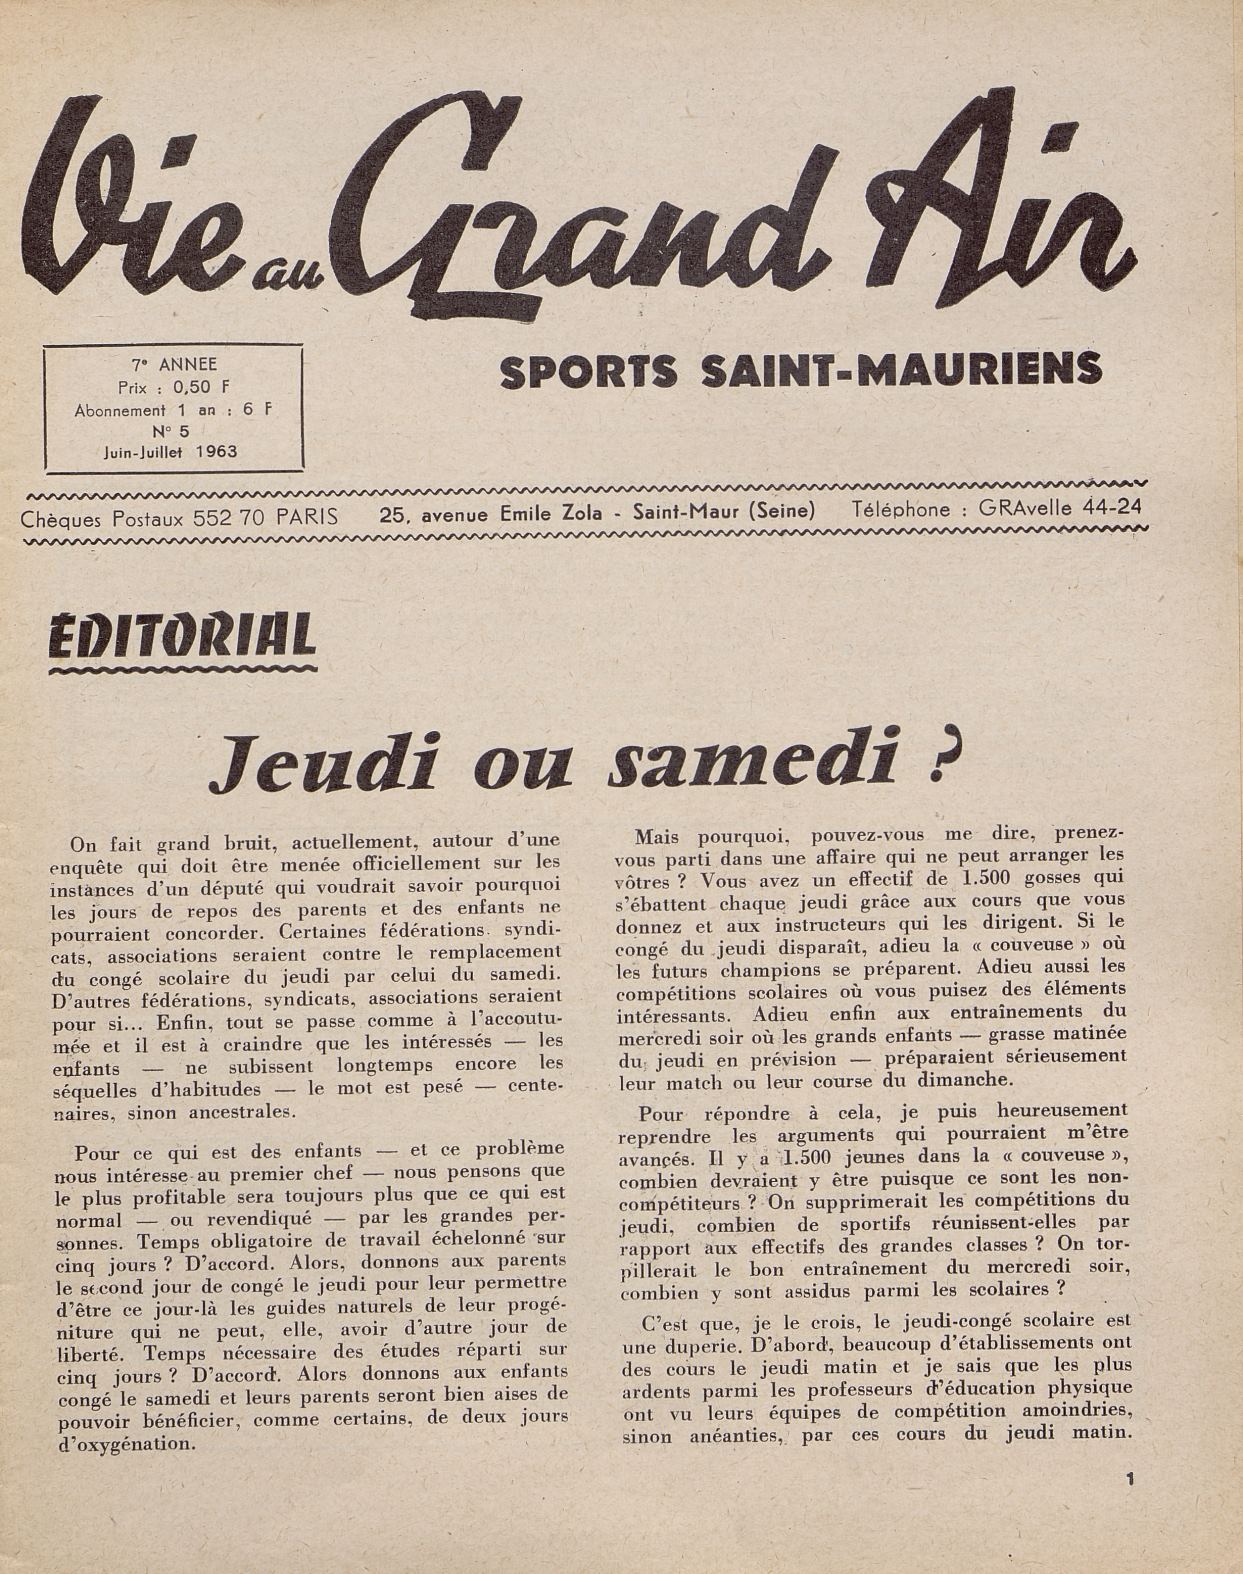 Vie au Grand Air
SPORTS SAINT-MAURIENS
7e ANNEE
Prix : 0,50 F
Abonnement 1 an : 6 F
N° 5
Juin-Juillet 1963
Chèques Postaux 552 70 PARIS 25, avenue Emile Zola - Saint-Maur (Seine) Téléphone : GRAvelle 44-24
ÉDITORIAL
Jeudi ou samedi ?
On fait grand bruit, actuellement, autour d'une
enquête qui doit être menée officiellement sur les
instances d'un député qui voudrait savoir pourquoi
les jours de repos des parents et des enfants ne
pourraient concorder. Certaines fédérations. syndi-
cats, associations seraient contre le remplacement
du congé scolaire du jeudi par celui du samedi.
D'autres fédérations, syndicats, associations seraient
pour si... Enfin, tout se passe comme à l'accoutu-
mée et il est à craindre que les intéressés — les
enfants — ne subissent longtemps encore les
séquelles d'habitudes — le mot est pesé — cente-
naires, sinon ancestrales.
Pour ce qui est des enfants — et ce problème
nous intéresse au premier chef — nous pensons que
le plus profitable sera toujours plus que ce qui est
normal — ou revendiqué — par les grandes per-
sonnes. Temps obligatoire de travail échelonné sur
cinq jours ? D'accord. Alors, donnons aux parents
le second jour de congé le jeudi pour leur permettre
d'être ce jour-là les guides naturels de leur progé-
niture qui ne peut, elle, avoir d'autre jour de
liberté. Temps nécessaire des études réparti sur
cinq jours ? D'accord. Alors donnons aux enfants
congé le samedi et leurs parents seront bien aises de
pouvoir bénéficier, comme certains, de deux jours
d'oxygénation.
Mais pourquoi, pouvez-vous me dire, prenez-
vous parti dans une affaire qui ne peut arranger les
vôtres ? Vous avez un effectif de 1.500 gosses qui
s'ébattent chaque jeudi grâce aux cours que vous
donnez et aux instructeurs qui les dirigent. Si le
congé du jeudi disparaît, adieu la « couveuse » où
les futurs champions se préparent. Adieu aussi les
compétitions scolaires où vous puisez des éléments
intéressants. Adieu enfin aux entraînements du
mercredi soir où les grands enfants — grasse matinée
du jeudi en prévision — préparaient sérieusement
leur match ou leur course du dimanche.
Pour répondre à cela, je puis heureusement
reprendre les arguments qui pourraient m'être
avancés. Il y a 1.500 jeunes dans la « couveuse »,
combien devraient y être puisque ce sont les non-
compétiteurs ? On supprimerait les compétitions du
jeudi, combien de sportifs réunissent-elles par
rapport aux effectifs des grandes classes ? On tor-
pillerait le bon entraînement du mercredi soir,
combien y sont assidus parmi les scolaires ?
C'est que, je le crois, le jeudi-congé scolaire est
une duperie. D'abord, beaucoup d'établissements ont
des cours le jeudi matin et je sais que les plus
ardents parmi les professeurs d'éducation physique
ont vu leurs équipes de compétition amoindries,
sinon anéanties, par ces cours du jeudi matin.
1